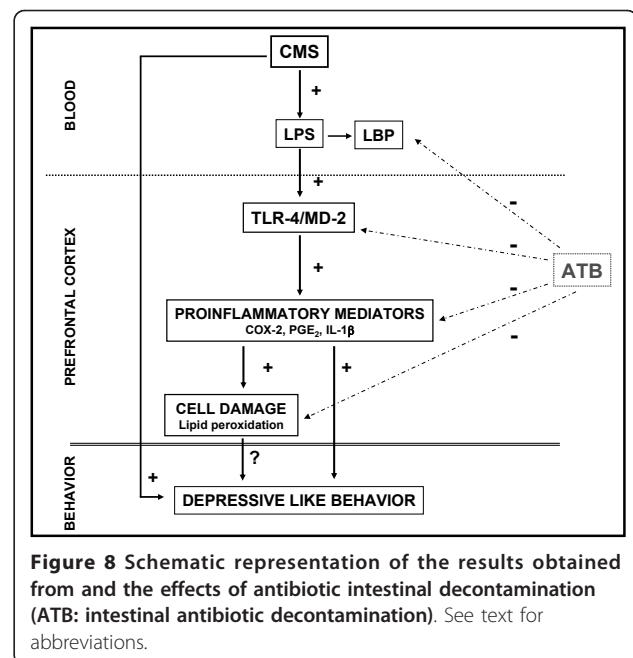 CMS
+
BLOOD
LPS
LBP
+
-
TLR-4/MD-2
-
ATB
+
-
PREFRONTAL CORTEX
PROINFLAMMATORY MEDIATORS
COX-2, PGE₂, IL-1β
-
+
+
CELL DAMAGE
Lipid peroxidation
?
+
BEHAVIOR
DEPRESSIVE LIKE BEHAVIOR
Figure 8 Schematic representation of the results obtained
from and the effects of antibiotic intestinal decontamination
(ATB: intestinal antibiotic decontamination). See text for
abbreviations.